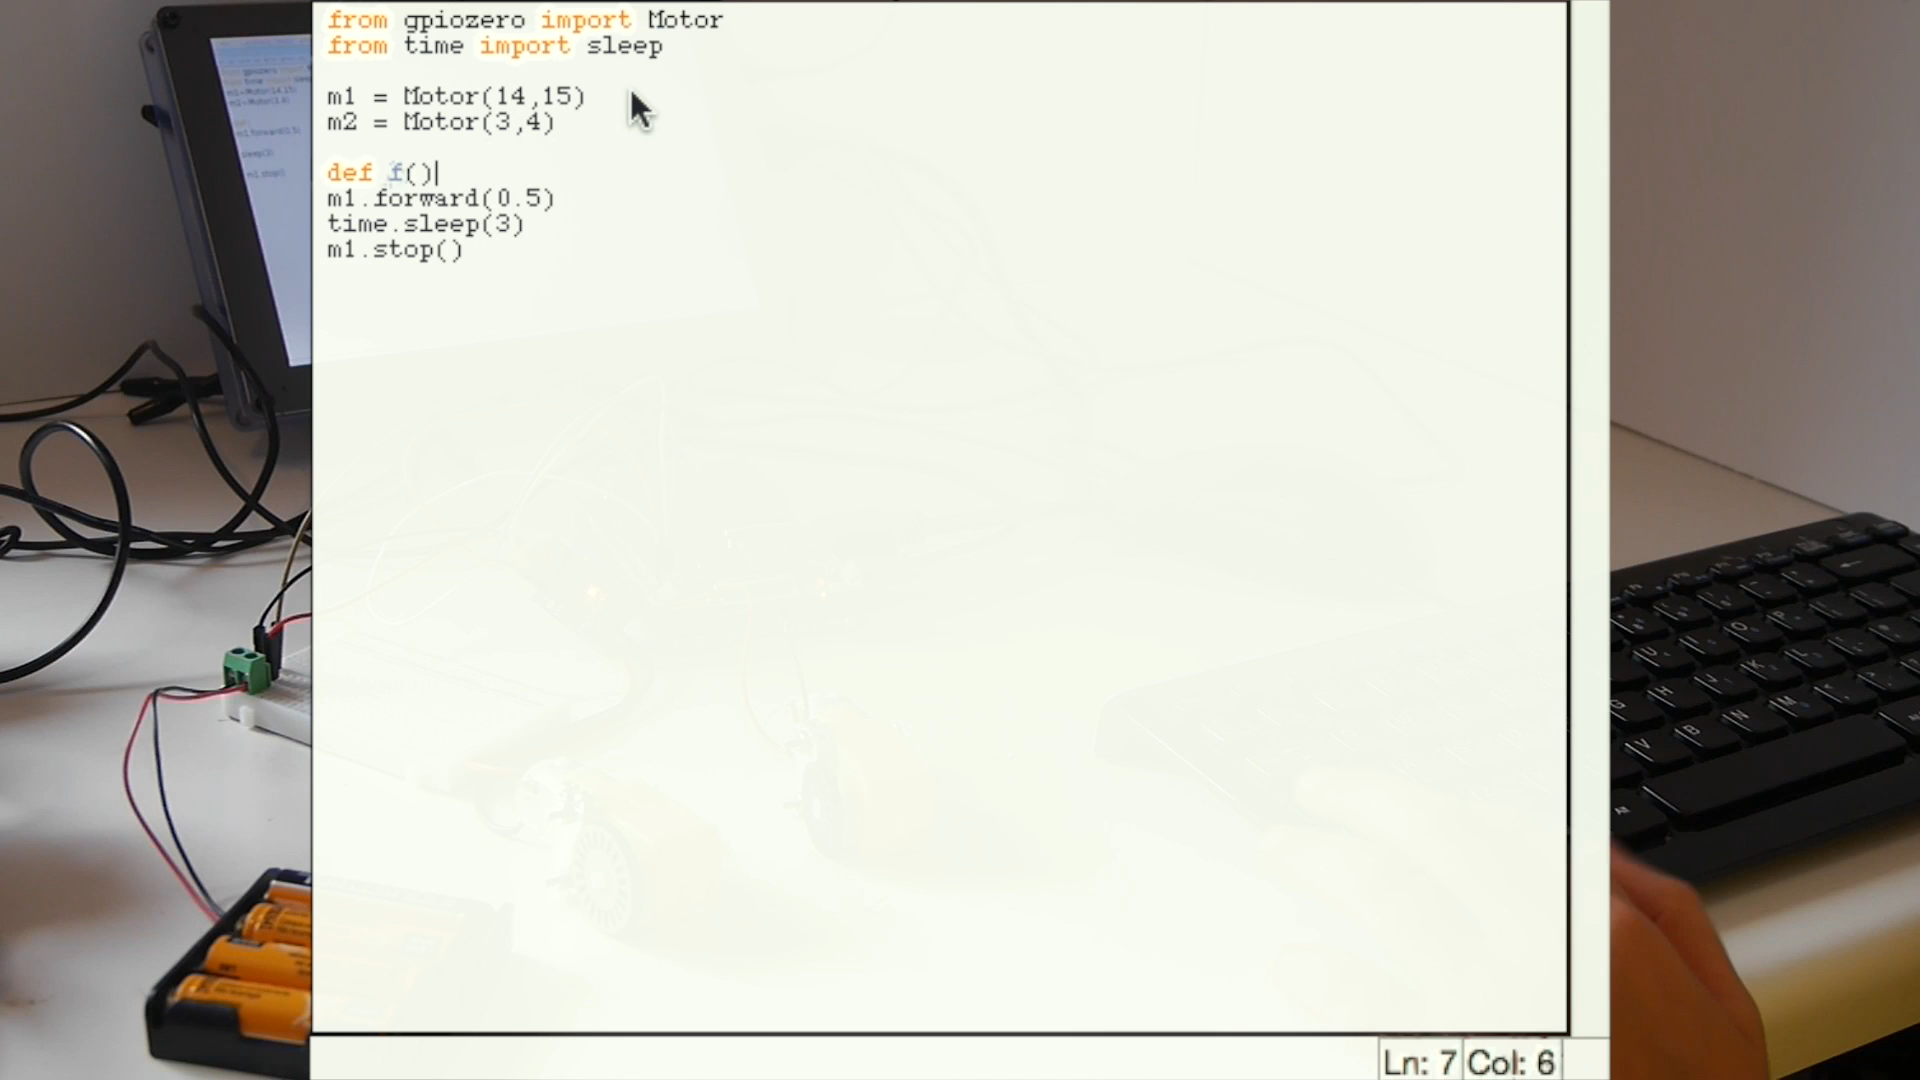 from gpiozero import Motor
from time import sleep
m1 = Motor(14,15)
m2 = Motor(3,4)
def f()
m1.forward(0.5)
time.sleep(3)
m1.stop()
Ln: 7 Col: 6